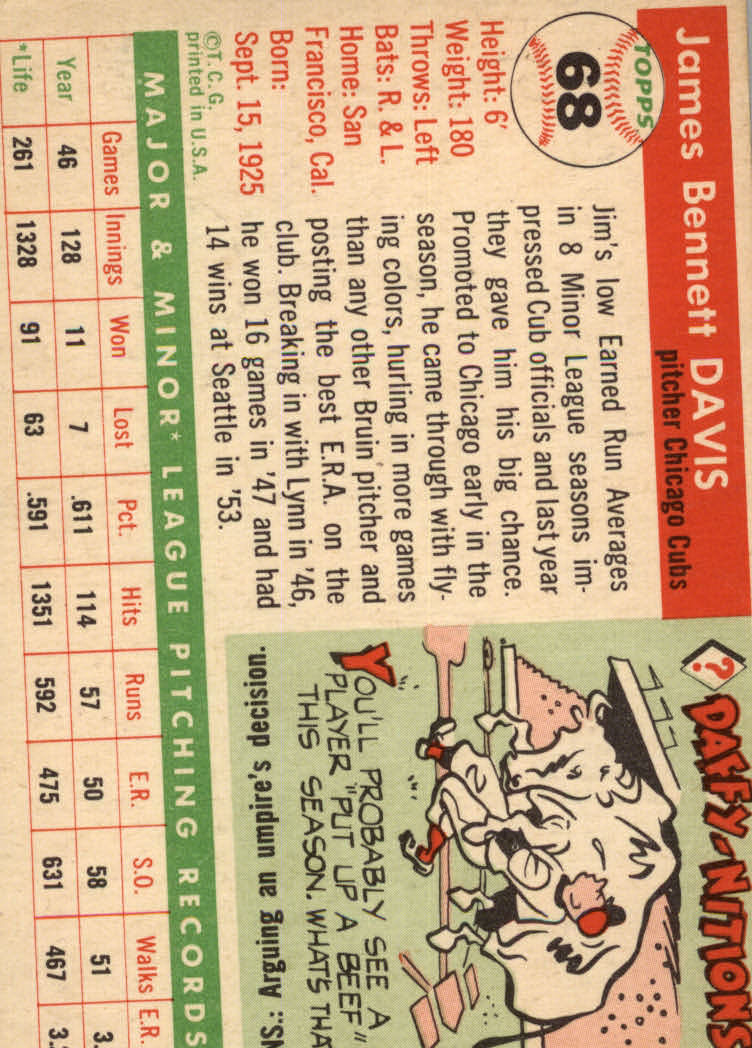 TOPPS
68
James Bennett DAVIS
pitcher Chicago Cubs
Height: 6'
Weight: 180
Throws: Left
Bats: R. & L.
Home: San
Francisco, Cal.
Born:
Sept. 15, 1925
©T. C. G.
printed in U.S.A.
Jim's low Earned Run Averages
in 8 Minor League seasons im-
pressed Cub officials and last year
they gave him his big chance.
Promoted to Chicago early in the
season, he came through with fly-
ing colors, hurling in more games
than any other Bruin pitcher and
posting the best E.R.A. on the
club. Breaking in with Lynn in '46,
he won 16 games in '47 and had
14 wins at Seattle in '53.
?
DAFFY-NITIONS
YOU'LL PROBABLY SEE A
PLAYER "PUT UP A BEEF"
THIS SEASON. WHAT'S THA
NS.: Arguing an umpire's decision.
MAJOR & MINOR* LEAGUE PITCHING RECORDS
Games Innings Won Lost Pct. Hits Runs E.R. S.O. Walks E.R.
Year 46 128 11 7 .611 114 57 50 58 51 3.
*Life 261 1328 91 63 .591 1351 592 475 631 467 3.